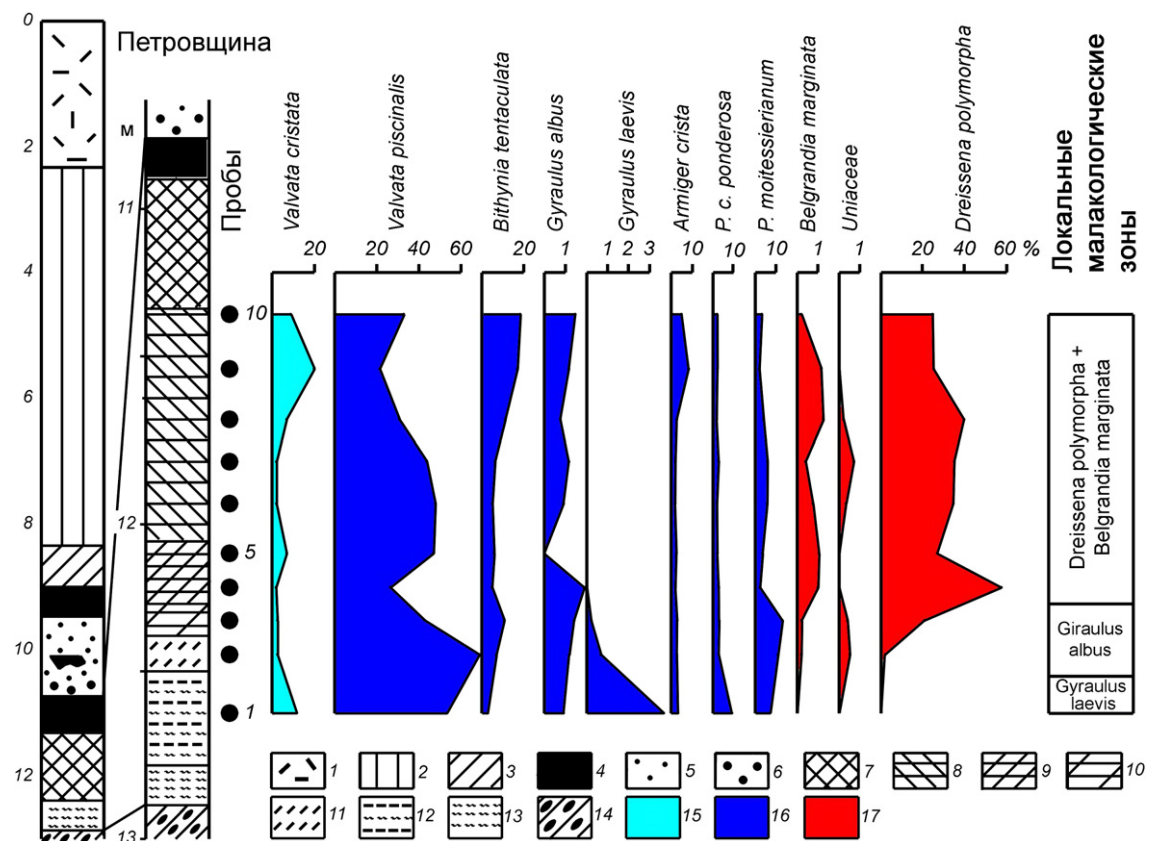 0
2
4
6
8
10
12
Петровщина
м
11
12
13
Пробы
10
5
1
Valvata cristata
Valvata piscinalis
Bithynia tentaculata
Gyraulus albus
Gyraulus laevis
Armiger crista
P. c. ponderosa
P. moitessierianum
Belgrandia marginata
Uniaceae
Dreissena polymorpha
20 20 40 60 20 1 1 2 3 10 10 10 1 1 20 40 60 %
Локальные
малакологические
зоны
Dreissena polymorpha +
Belgrandia marginata
Giraulus
albus
Gyraulus
laevis
1 2 3 4 5 6 7 8 9 10
11 12 13 14 15 16 17